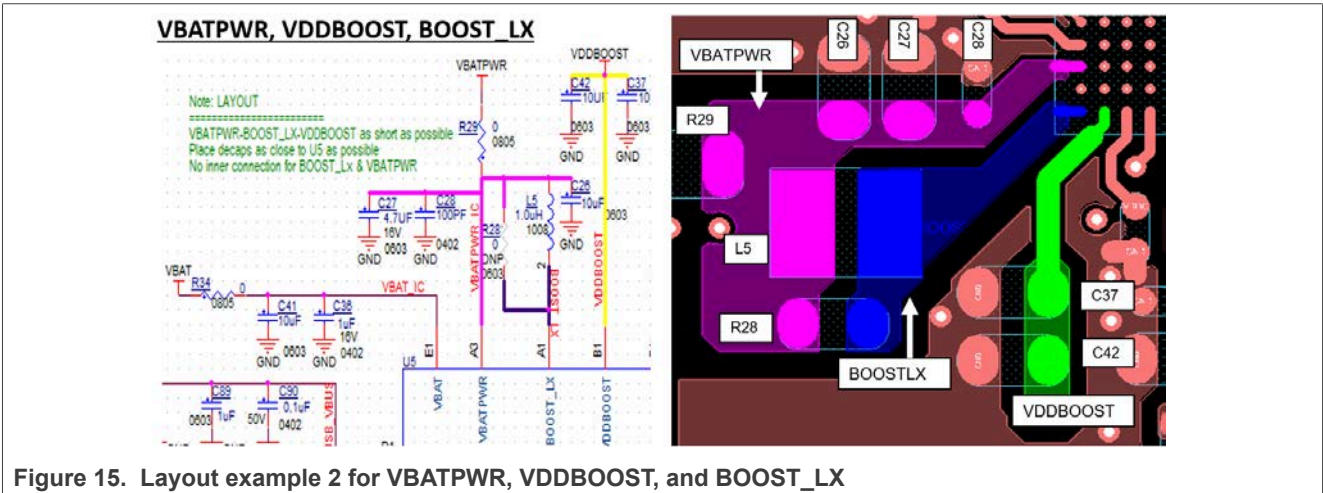 VBATPWR, VDDBOOST, BOOST_LX
Note: LAYOUT
========================
VBATPWR-BOOST_LX-VDDBOOST as short as possible
Place decaps as close to U5 as possible
No inner connection for BOOST_Lx & VBATPWR
VBATPWR
VDDBOOST
R29
0
0805
C42
10UF
0603
GND
C37
10
0603
GND
C27
4.7UF
16V
0603
GND
C28
100PF
0402
GND
VBATPWR_IC
R28
0
DNP
0603
L5
1.0uH
1008
2
BOOST_LX
C26
10uF
0603
GND
VDDBOOST
VBAT
R34
0
0805
VBAT_IC
C41
10uF
0603
GND
1uF
16V
0402
GND
E1
A3
A1
B1
U5
VBAT
VBATPWR
BOOST_LX
VDDBOOST
C89
1uF
0603
C90
0.1uF
50V
0402
VBATPWR
C26
C27
C28
R29
L5
R28
BOOSTLX
C37
C42
VDDBOOST
GND
GND
Figure 15. Layout example 2 for VBATPWR, VDDBOOST, and BOOST_LX